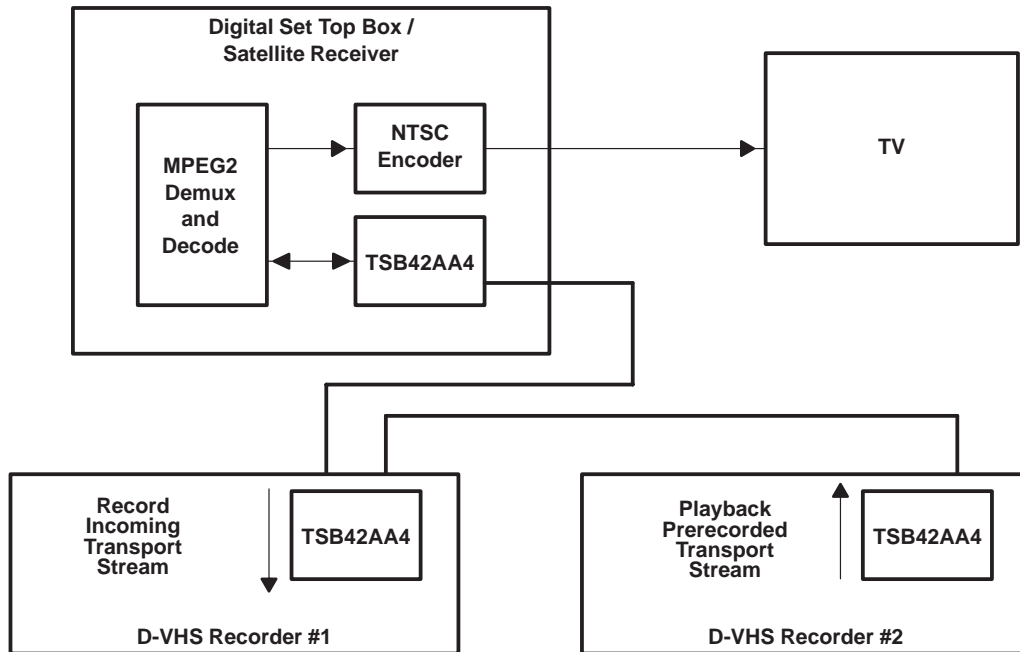 Digital Set Top Box /
Satellite Receiver
MPEG2
Demux
and
Decode
NTSC
Encoder
TSB42AA4
TV
Record
Incoming
Transport
Stream
TSB42AA4
D-VHS Recorder #1
Playback
Prerecorded
Transport
Stream
TSB42AA4
D-VHS Recorder #2